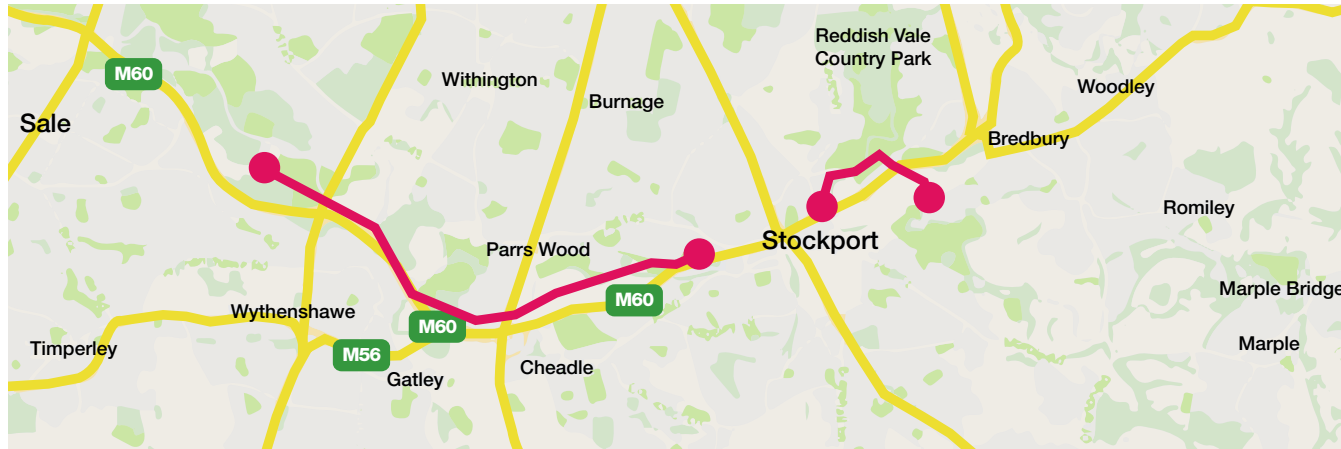 Reddish Vale
Country Park
M60
Withington
Woodley
Burnage
Sale
Bredbury
Romiley
Stockport
Parrs Wood
Marple Bridge
M60
Wythenshawe
M60
Timperley
M56
Marple
Cheadle
Gatley